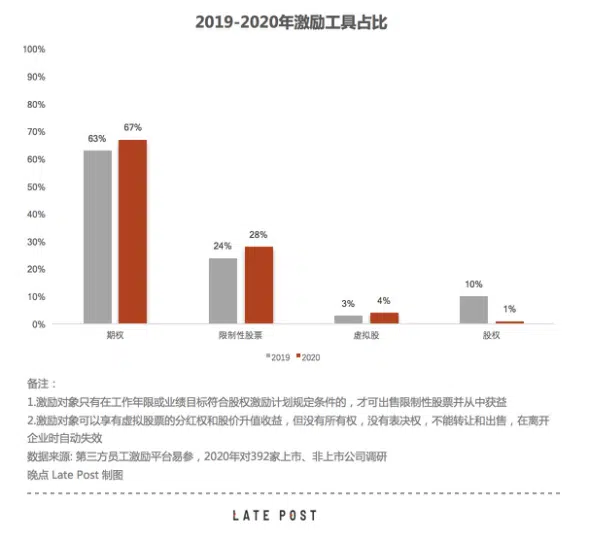 2019-2020年激励工具占比
100%
90%
80%
70%
60%
50%
40%
30%
20%
10%
0%
63%
67%
24%
28%
3%
4%
10%
1%
期权
限制性股票
虚拟股
股权
2019
2020
备注：
1.激励对象只有在工作年限或业绩目标符合股权激励计划规定条件的，才可出售限制性股票并从中获益
2.激励对象可以享有虚拟股票的分红权和股价升值收益，但没有所有权，没有表决权，不能转让和出售，在离开
企业时自动失效
数据来源: 第三方员工激励平台易参，2020年对392家上市、非上市公司调研
晚点 Late Post 制图
LATE POST